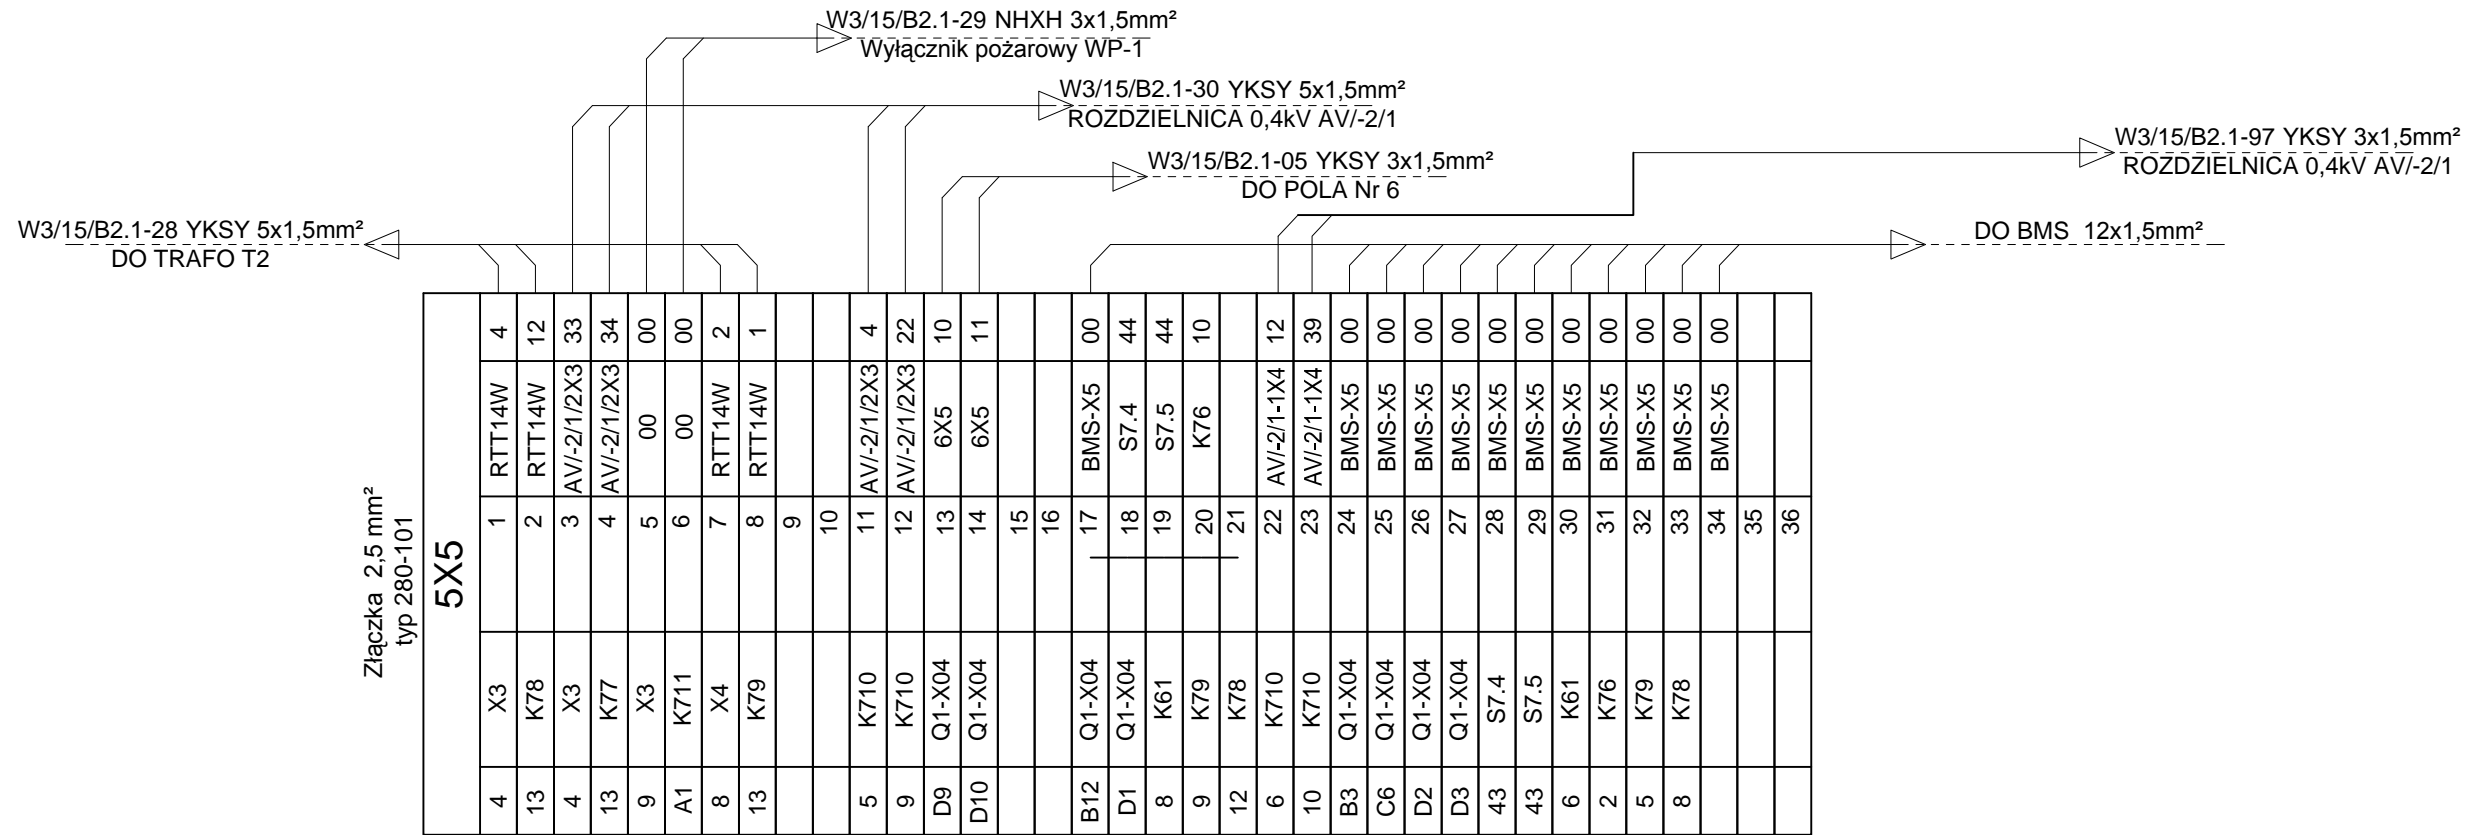 W3/15/B2.1-29 NHXH 3x1,5mm²
Wyłącznik pożarowy WP-1
W3/15/B2.1-30 YKSY 5x1,5mm²
ROZDZIELNICA 0,4kV AV/-2/1
W3/15/B2.1-05 YKSY 3x1,5mm²
DO POLA Nr 6
W3/15/B2.1-97 YKSY 3x1,5mm²
ROZDZIELNICA 0,4kV AV/-2/1
W3/15/B2.1-28 YKSY 5x1,5mm²
DO TRAFO T2
DO BMS 12x1,5mm²
Złączka 2,5 mm²
typ 280-101
5X5
4 12 33 34 00 00 2 1 4 22 10 11 00 44 44 10 12 39 00 00 00 00 00 00 00 00 00 00 00
RTT14W RTT14W AV/-2/1/2X3 AV/-2/1/2X3 00 00 RTT14W RTT14W AV/-2/1/2X3 AV/-2/1/2X3 6X5 6X5 BMS-X5 S7.4 S7.5 K76 AV/-2/1-1X4 AV/-2/1-1X4 BMS-X5 BMS-X5 BMS-X5 BMS-X5 BMS-X5 BMS-X5 BMS-X5 BMS-X5 BMS-X5 BMS-X5 BMS-X5
1 2 3 4 5 6 7 8 9 10 11 12 13 14 15 16 17 18 19 20 21 22 23 24 25 26 27 28 29 30 31 32 33 34 35 36
X3 K78 X3 K77 X3 K711 X4 K79 K710 K710 Q1-X04 Q1-X04 Q1-X04 Q1-X04 K61 K79 K78 K710 K710 Q1-X04 Q1-X04 Q1-X04 Q1-X04 S7.4 S7.5 K61 K76 K79 K78
4 13 4 13 9 A1 8 13 5 9 D9 D10 B12 D1 8 9 12 6 10 B3 C6 D2 D3 43 43 6 2 5 8